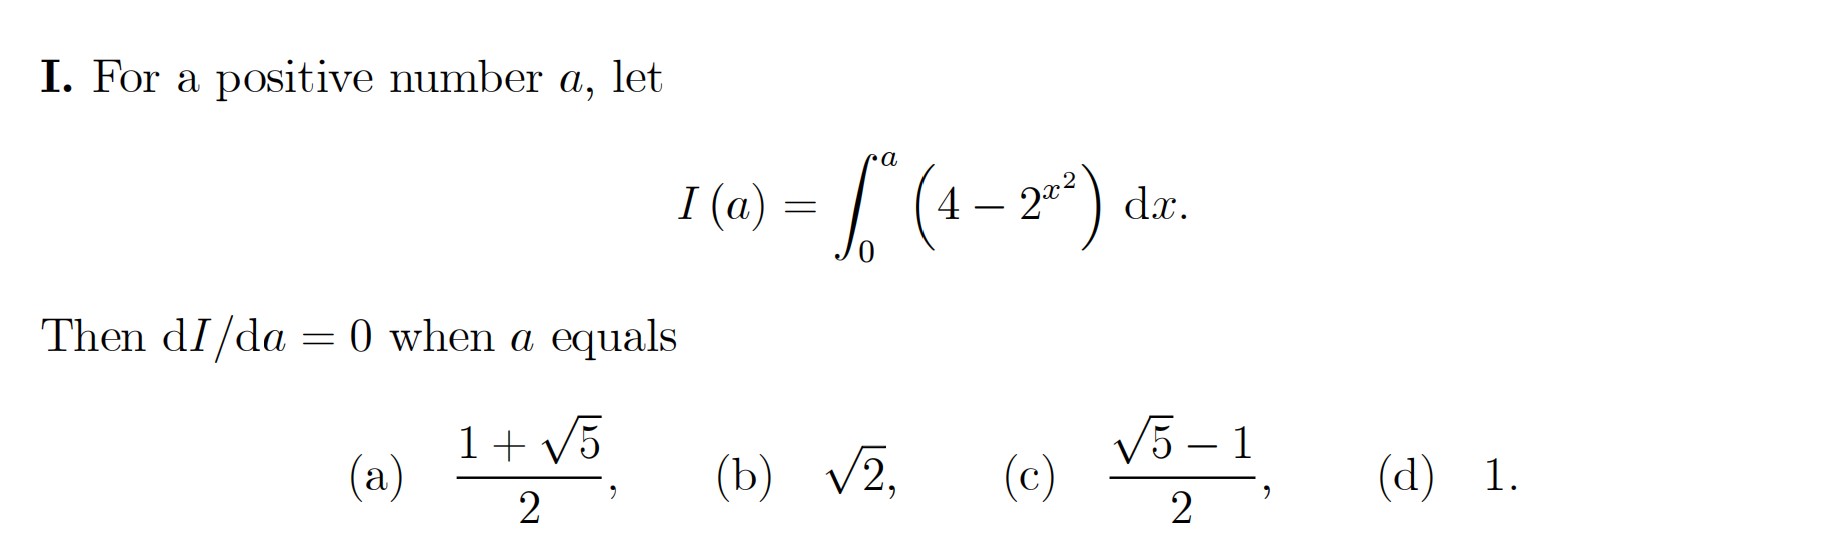 I. For a positive number a, let
I (a) = ∫₀ᵃ (4 − 2^{x²}) dx.
Then dI/da = 0 when a equals
(a) (1 + √5)/2, (b) √2, (c) (√5 − 1)/2, (d) 1.